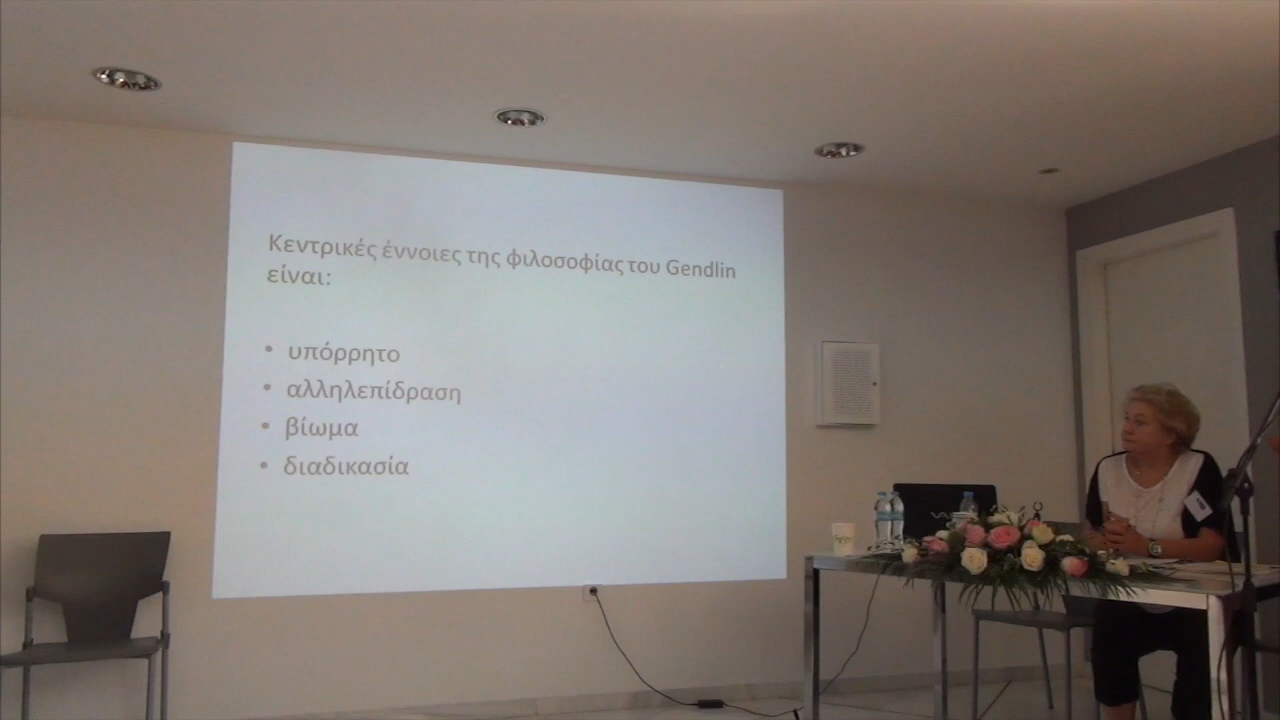 Κεντρικές έννοιες της φιλοσοφίας του Gendlin
είναι:
• υπόρρητο
• αλληλεπίδραση
• βίωμα
• διαδικασία